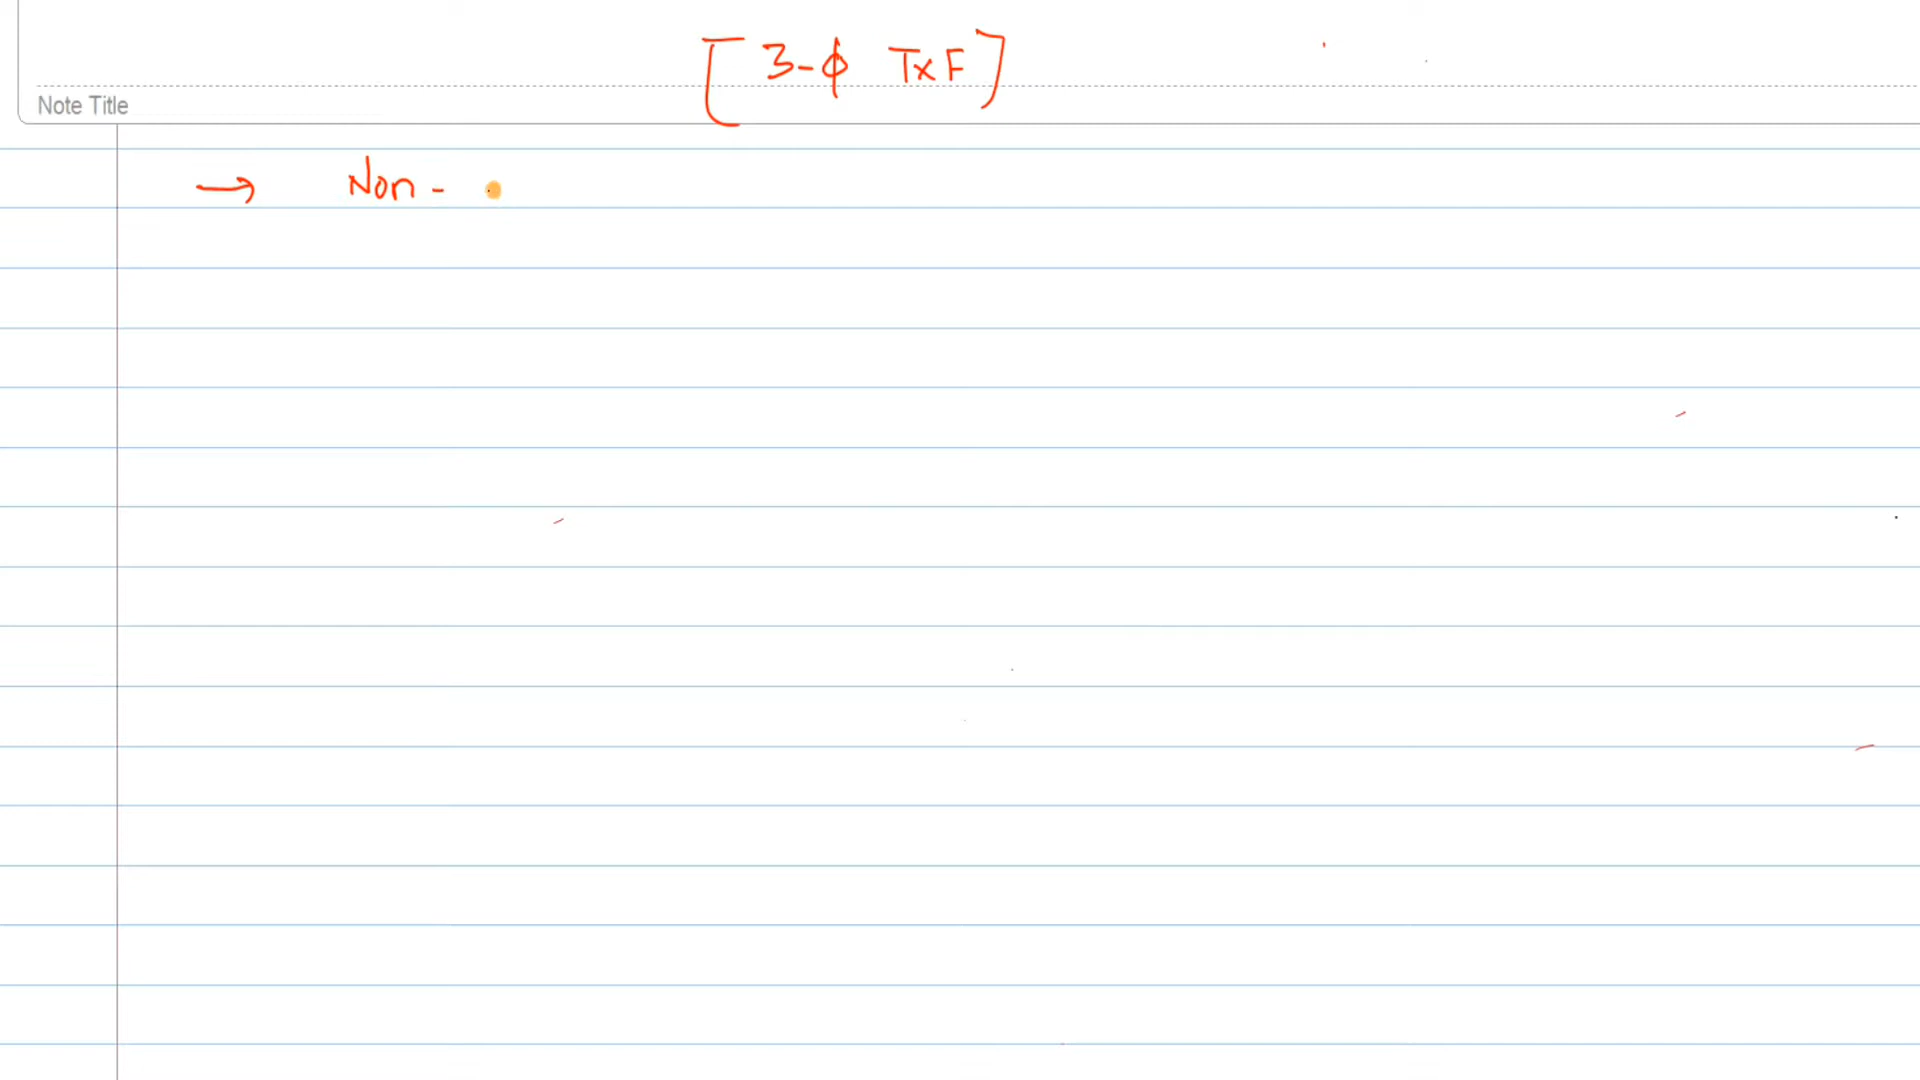 [ 3-ϕ TxF ]
Note Title
→ Non -